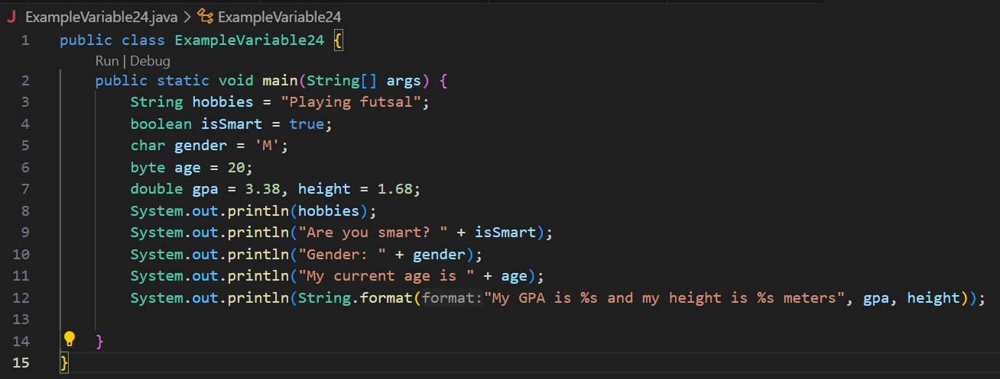 J ExampleVariable24.java > ExampleVariable24
1 public class ExampleVariable24 {
Run | Debug
2 public static void main(String[] args) {
3 String hobbies = "Playing futsal";
4 boolean isSmart = true;
5 char gender = 'M';
6 byte age = 20;
7 double gpa = 3.38, height = 1.68;
8 System.out.println(hobbies);
9 System.out.println("Are you smart? " + isSmart);
10 System.out.println("Gender: " + gender);
11 System.out.println("My current age is " + age);
12 System.out.println(String.format(format:"My GPA is %s and my height is %s meters", gpa, height));
13
14 }
15 }